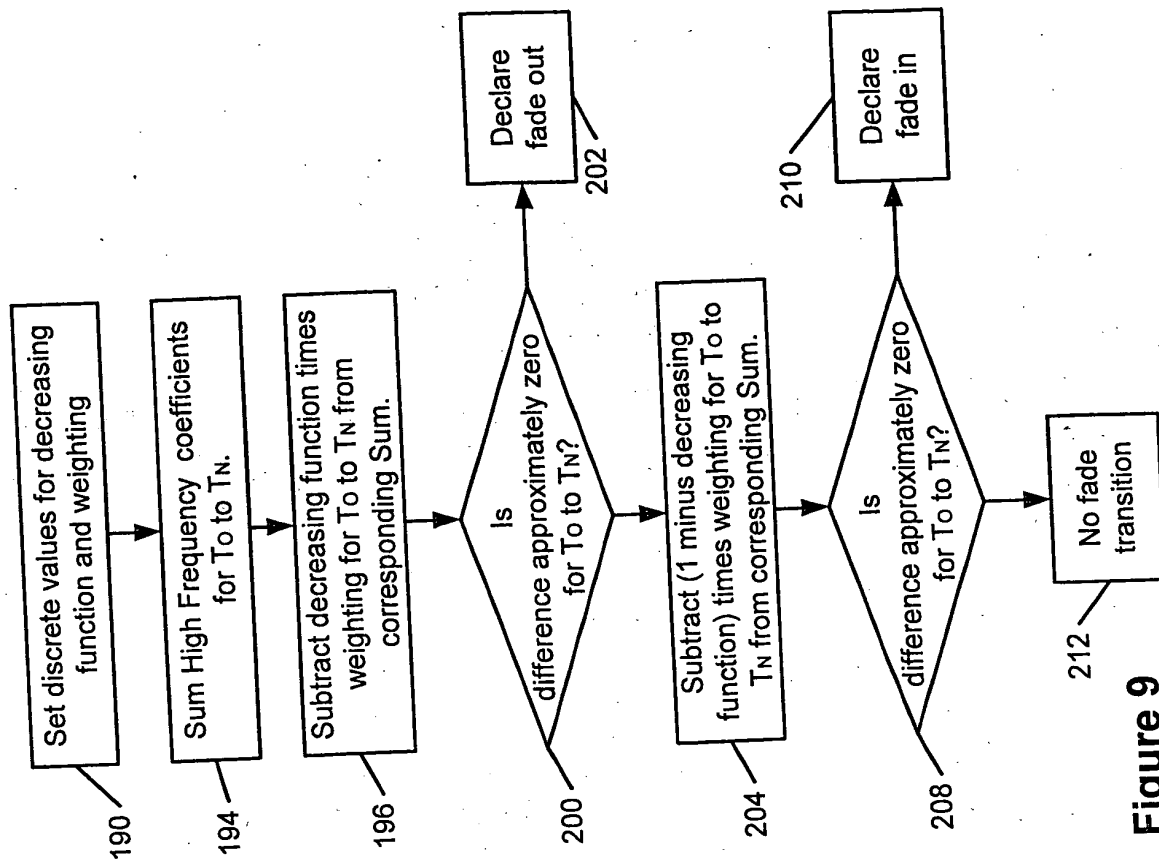 Set discrete values for decreasing
function and weighting
190
Sum High Frequency coefficients
for To to TN.
194
Subtract decreasing function times
weighting for To to TN from
corresponding Sum.
196
Is
difference approximately zero
for To to TN?
200
Declare
fade out
202
Subtract (1 minus decreasing
function) times weighting for To to
TN from corresponding Sum.
204
Is
difference approximately zero
for To to TN?
208
Declare
fade in
210
No fade
transition
212
Figure 9